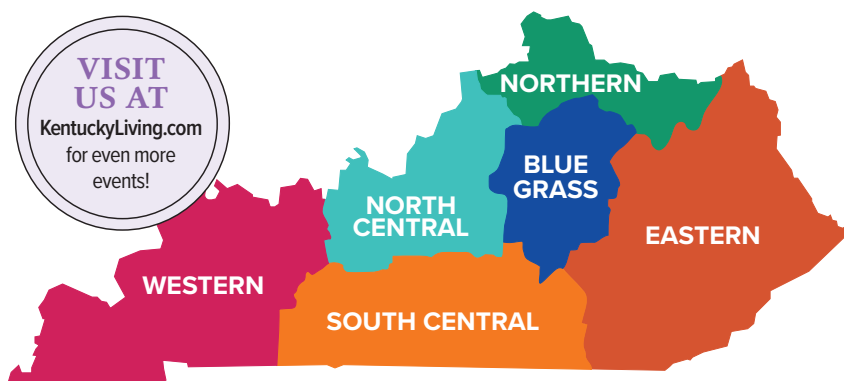 VISIT
US AT
KentuckyLiving.com
for even more
events!
NORTHERN
BLUE
GRASS
NORTH
CENTRAL
EASTERN
WESTERN
SOUTH CENTRAL